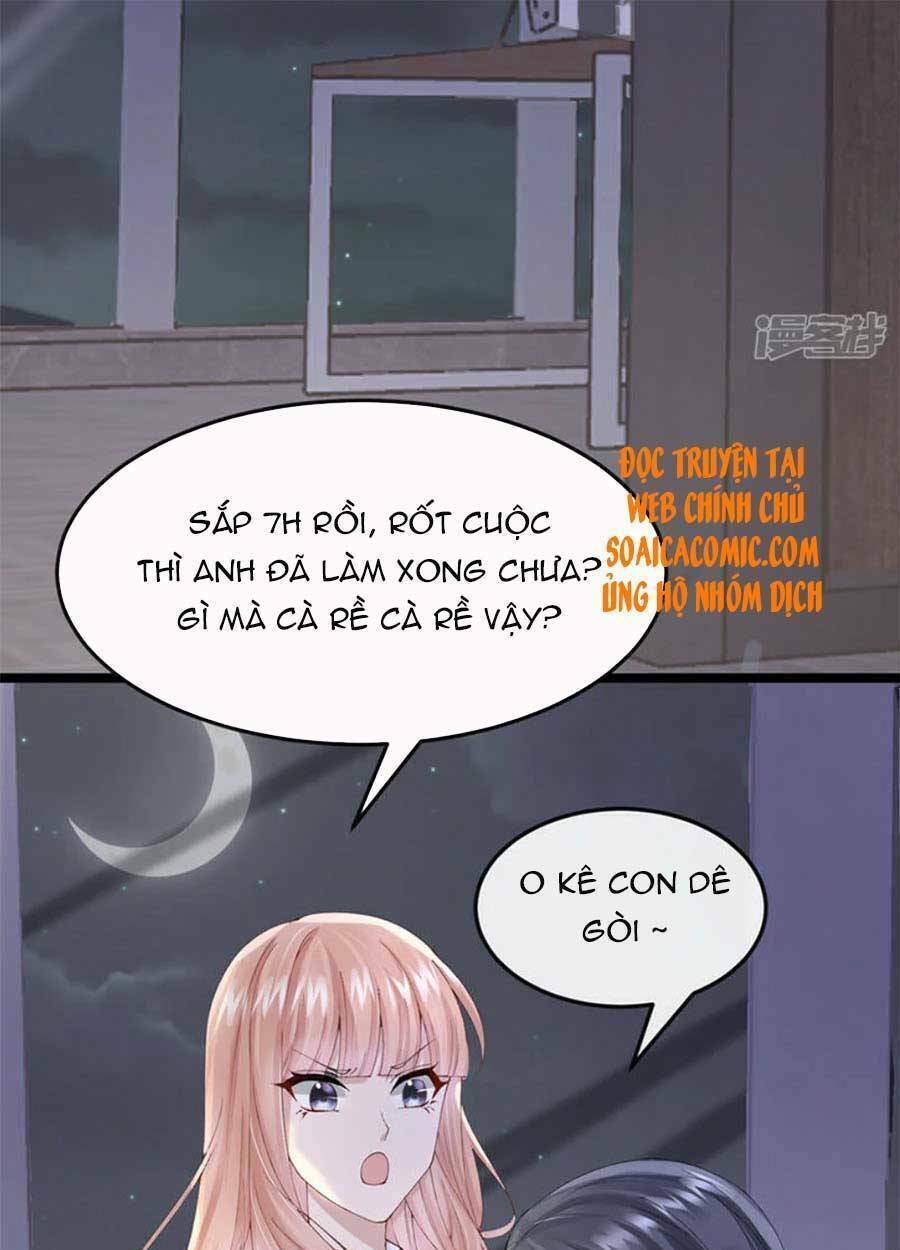 漫客栈
ĐỌC TRUYỆN TẠI
WEB CHÍNH CHỦ
SOAICACOMIC.COM
ỦNG HỘ NHÓM DỊCH
SẮP 7H RỒI, RỐT CUỘC
THÌ ANH ĐÃ LÀM XONG CHƯA?
GÌ MÀ CÀ RỀ CÀ RỀ VẬY?
O KÊ CON DÊ
GÒI ~